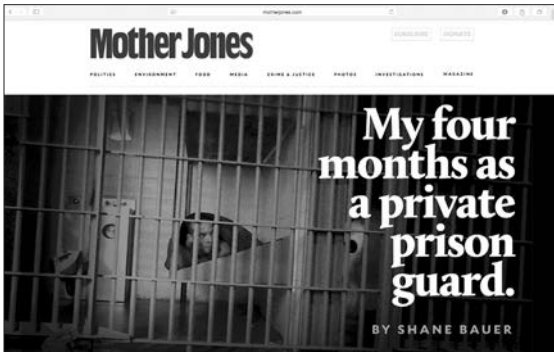 motherjones.com
Mother Jones
SUBSCRIBE DONATE
POLITICS ENVIRONMENT FOOD MEDIA CRIME & JUSTICE PHOTOS INVESTIGATIONS MAGAZINE
My four
months as
a private
prison
guard.
BY SHANE BAUER